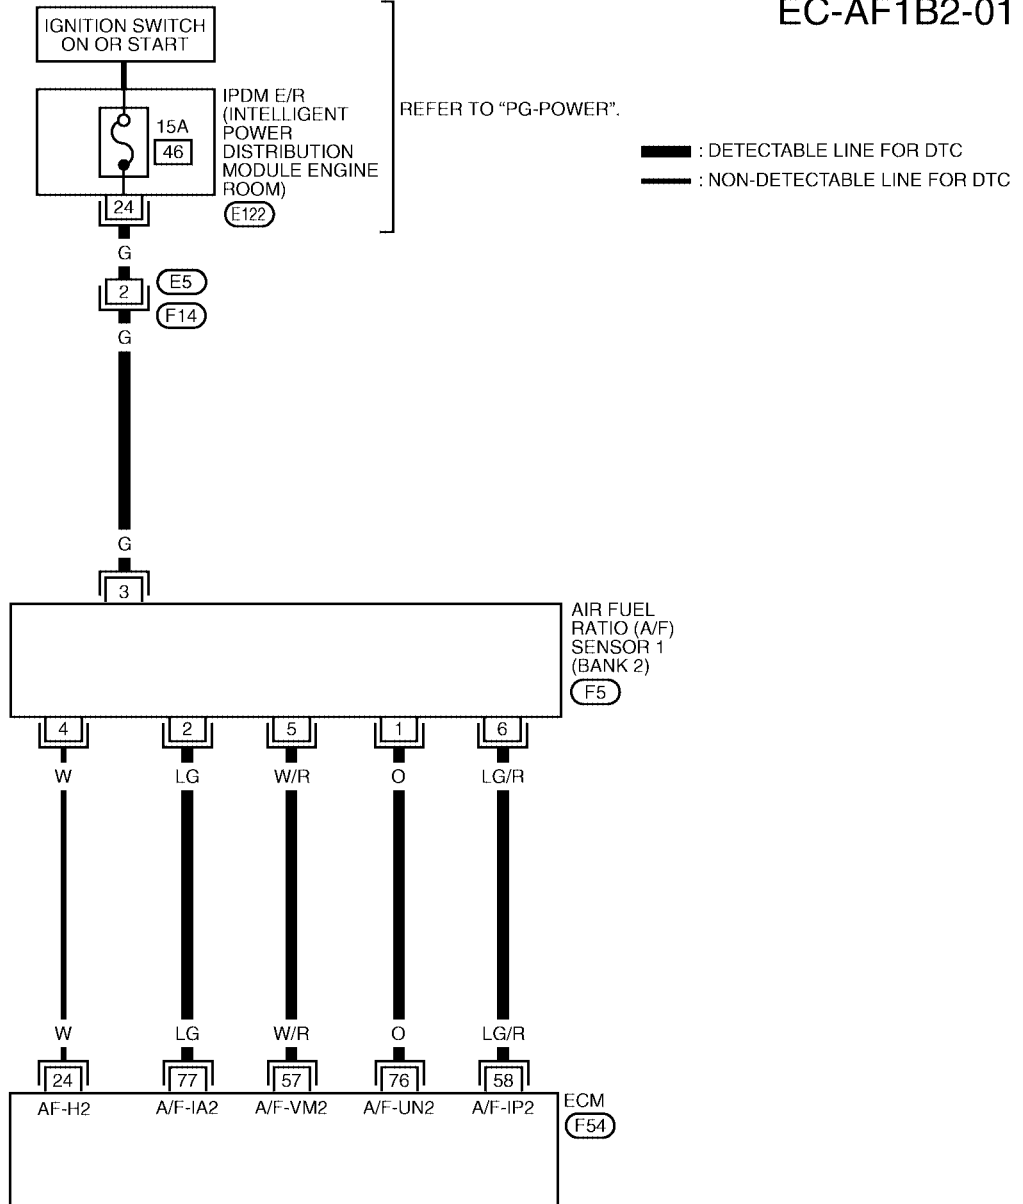 EC-AF1B2-01
IGNITION SWITCH
ON OR START
IPDM E/R
(INTELLIGENT
POWER
DISTRIBUTION
MODULE ENGINE
ROOM)
E122
15A
46
REFER TO “PG-POWER”.
: DETECTABLE LINE FOR DTC
: NON-DETECTABLE LINE FOR DTC
24
G
2
E5
F14
G
G
3
AIR FUEL
RATIO (A/F)
SENSOR 1
(BANK 2)
F5
4 2 5 1 6
W LG W/R O LG/R
W LG W/R O LG/R
24 77 57 76 58
AF-H2 A/F-IA2 A/F-VM2 A/F-UN2 A/F-IP2
ECM
F54